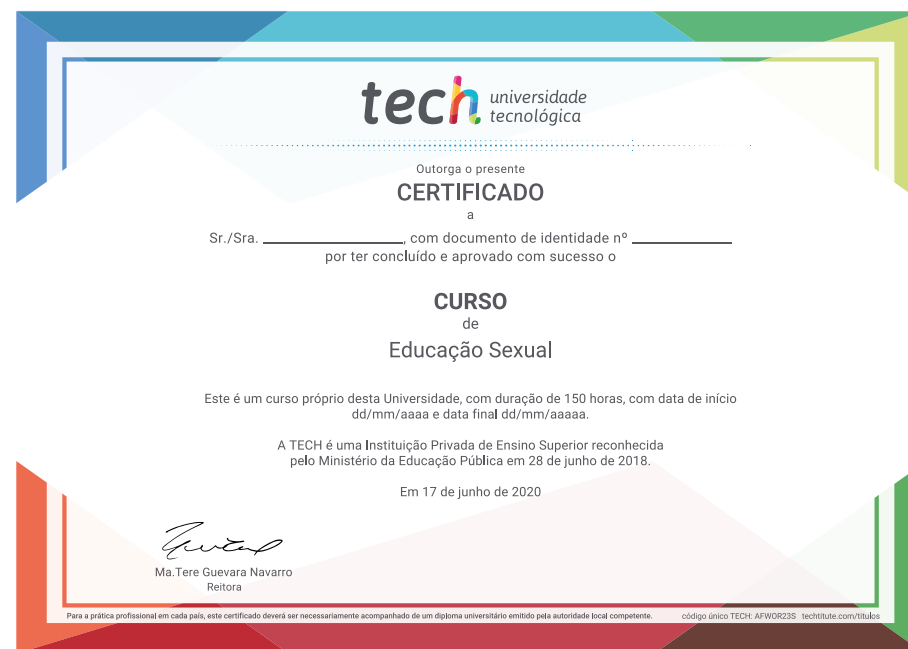 tech universidade
tecnológica
Outorga o presente
CERTIFICADO
a
Sr./Sra. ____________, com documento de identidade nº ____________
por ter concluído e aprovado com sucesso o
CURSO
de
Educação Sexual
Este é um curso próprio desta Universidade, com duração de 150 horas, com data de início
dd/mm/aaaa e data final dd/mm/aaaaa.
A TECH é uma Instituição Privada de Ensino Superior reconhecida
pelo Ministério da Educação Pública em 28 de junho de 2018.
Em 17 de junho de 2020
Ma.Tere Guevara Navarro
Reitora
Para a prática profissional em cada país, este certificado deverá ser necessariamente acompanhado de um diploma universitário emitido pela autoridade local competente. código único TECH: AFWOR23S techtitute.com/titulos